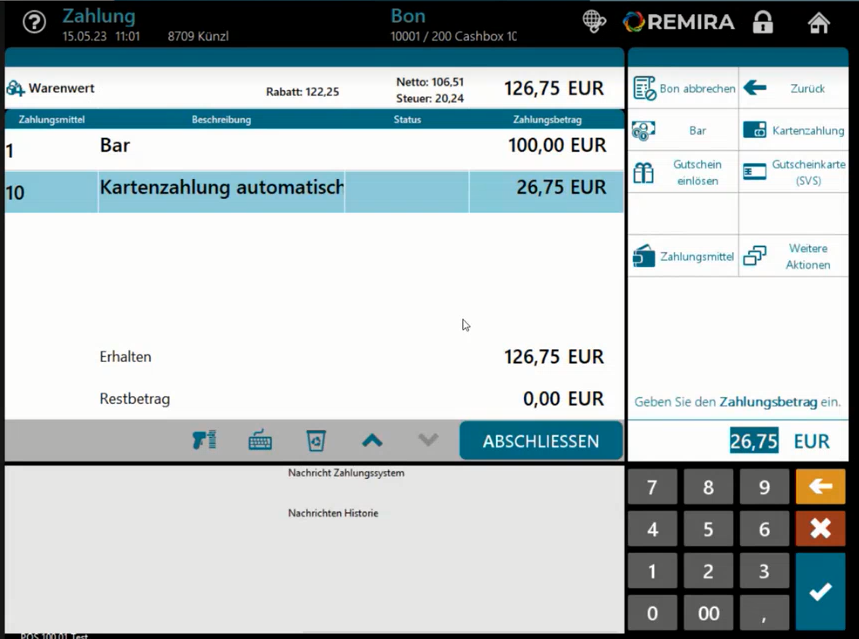 Zahlung
15.05.23 11:01 8709 Künzl
Bon
10001 / 200 Cashbox 10
REMIRA
Warenwert Rabatt: 122,25 Netto: 106,51 126,75 EUR
Steuer: 20,24
Zahlungsmittel Beschreibung Status Zahlungsbetrag
1 Bar 100,00 EUR
10 Kartenzahlung automatisch 26,75 EUR
Erhalten 126,75 EUR
Restbetrag 0,00 EUR
ABSCHLIESSEN
Nachricht Zahlungssystem
Nachrichten Historie
POS 100.01 Test
Bon abbrechen Zurück
Bar Kartenzahlung
Gutschein Gutscheinkarte
einlösen (SVS)
Zahlungsmittel Weitere
Aktionen
Geben Sie den Zahlungsbetrag ein.
26,75 EUR
7 8 9
4 5 6
1 2 3
0 00 ,